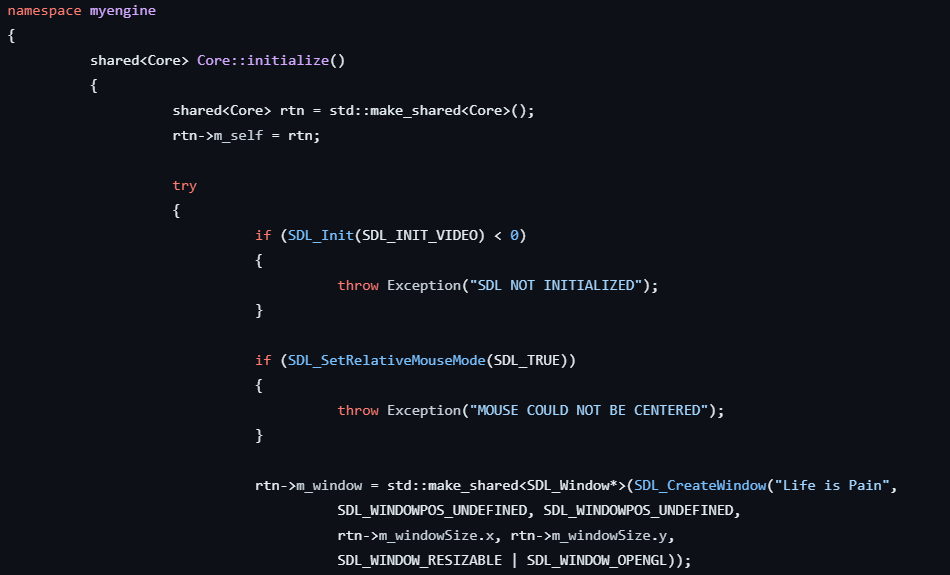 namespace myengine
{
shared<Core> Core::initialize()
{
shared<Core> rtn = std::make_shared<Core>();
rtn->m_self = rtn;
try
{
if (SDL_Init(SDL_INIT_VIDEO) < 0)
{
throw Exception("SDL NOT INITIALIZED");
}
if (SDL_SetRelativeMouseMode(SDL_TRUE))
{
throw Exception("MOUSE COULD NOT BE CENTERED");
}
rtn->m_window = std::make_shared<SDL_Window*>(SDL_CreateWindow("Life is Pain",
SDL_WINDOWPOS_UNDEFINED, SDL_WINDOWPOS_UNDEFINED,
rtn->m_windowSize.x, rtn->m_windowSize.y,
SDL_WINDOW_RESIZABLE | SDL_WINDOW_OPENGL));